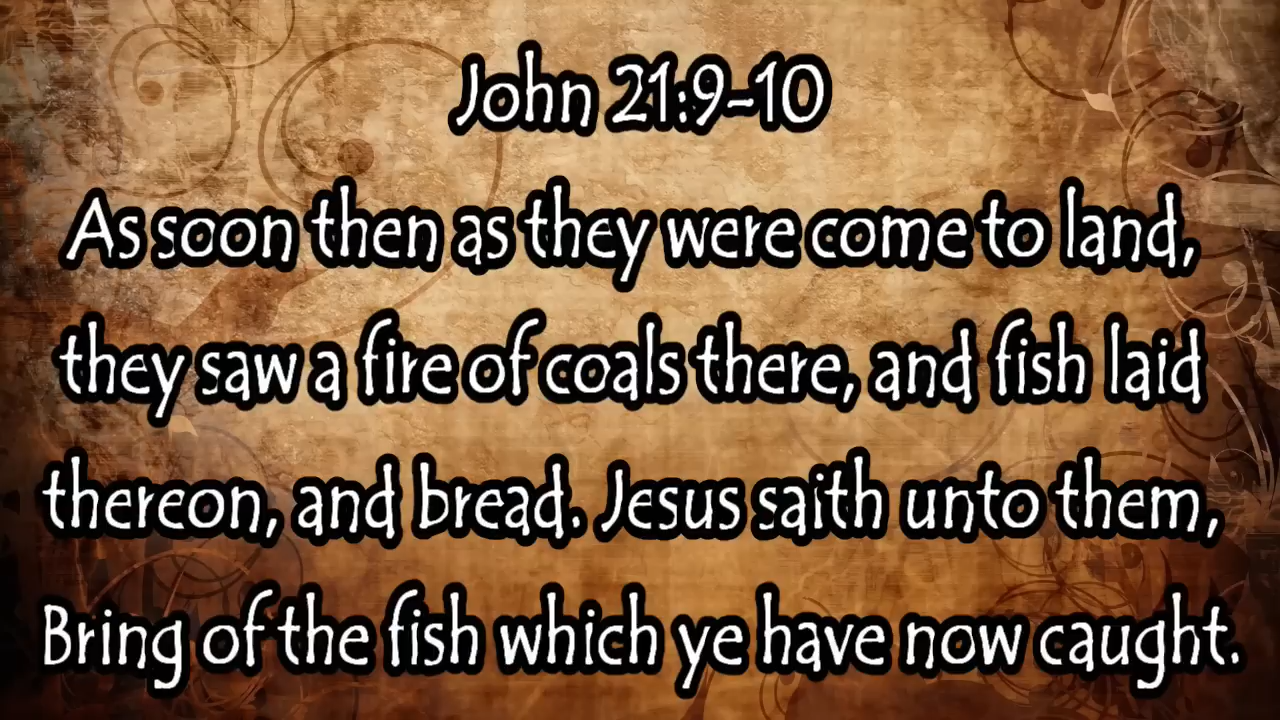 John 21:9-10
As soon then as they were come to land,
they saw a fire of coals there, and fish laid
thereon, and bread. Jesus saith unto them,
Bring of the fish which ye have now caught.